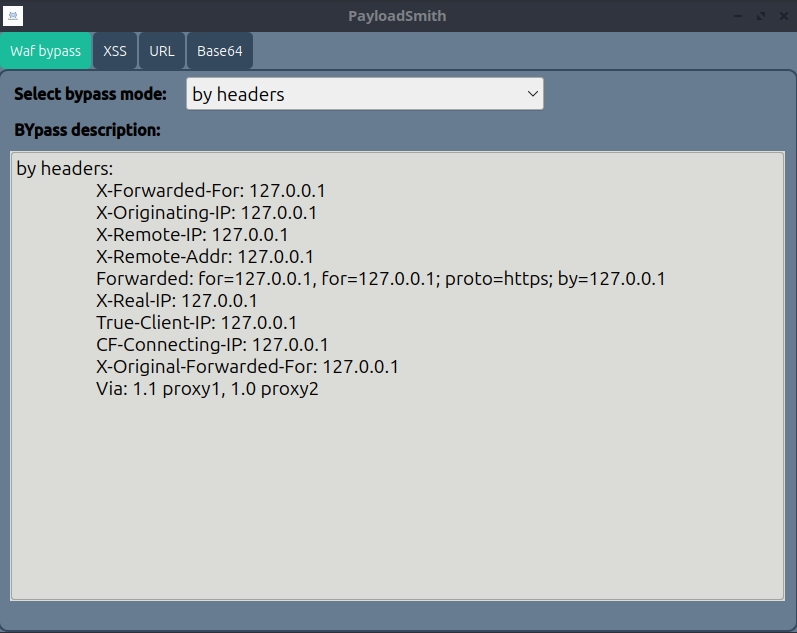 PayloadSmith
Waf bypass XSS URL Base64
Select bypass mode: by headers
BYpass description:
by headers:
X-Forwarded-For: 127.0.0.1
X-Originating-IP: 127.0.0.1
X-Remote-IP: 127.0.0.1
X-Remote-Addr: 127.0.0.1
Forwarded: for=127.0.0.1, for=127.0.0.1; proto=https; by=127.0.0.1
X-Real-IP: 127.0.0.1
True-Client-IP: 127.0.0.1
CF-Connecting-IP: 127.0.0.1
X-Original-Forwarded-For: 127.0.0.1
Via: 1.1 proxy1, 1.0 proxy2